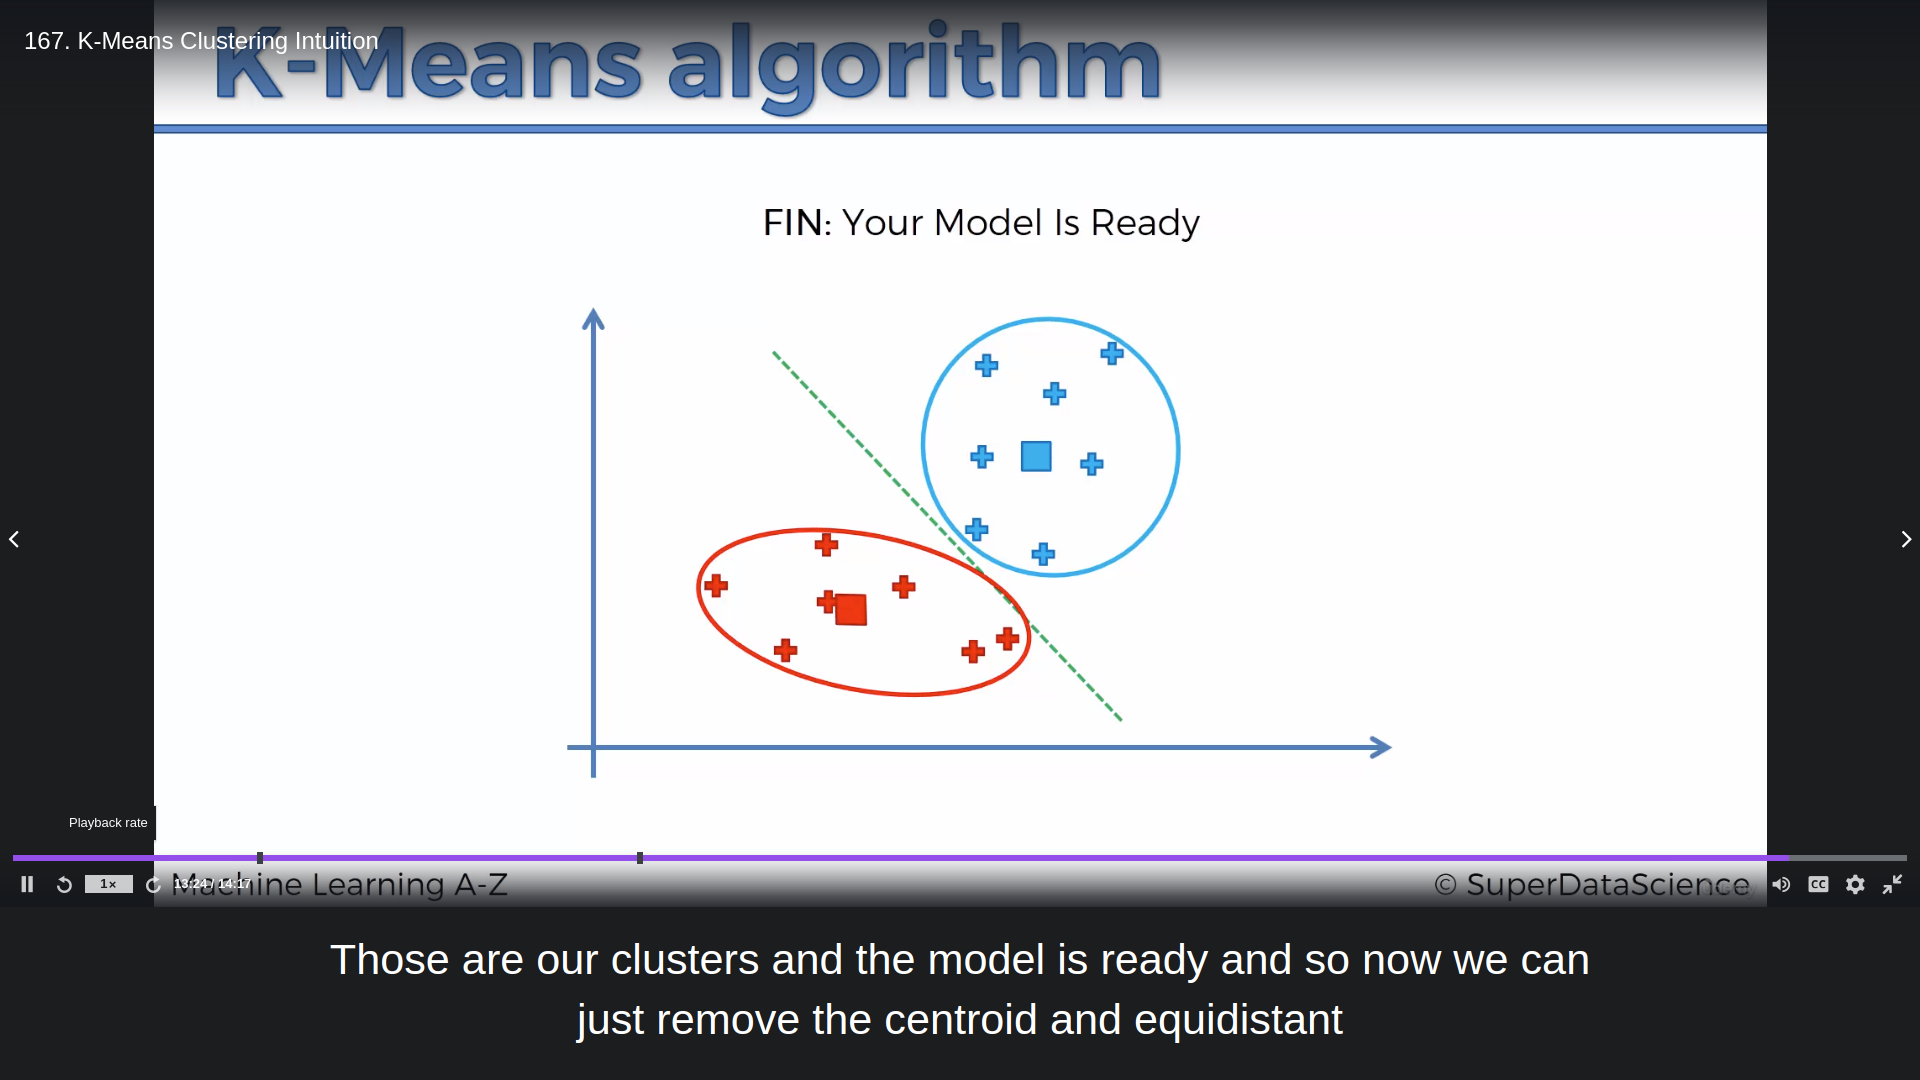 167. K-Means Clustering Intuition
K-Means algorithm
FIN: Your Model Is Ready
Playback rate
1×
13:24 / 14:17
Machine Learning A-Z
© SuperDataScience
CC
Those are our clusters and the model is ready and so now we can
just remove the centroid and equidistant